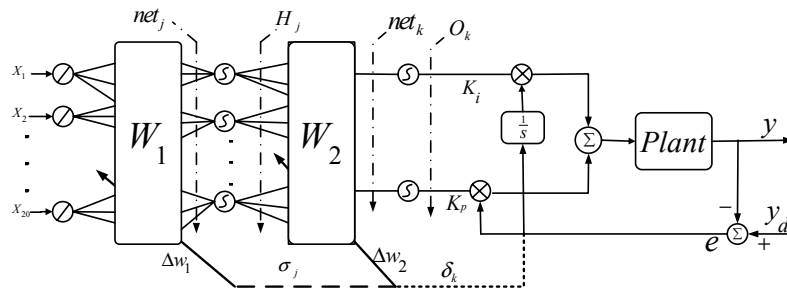 net_j
H_j
net_k
O_k
X_1
X_2
X_20
W_1
W_2
K_i
1/s
K_p
Σ
Plant
y
−
y_d
Σ
+
e
Δw_1
σ_j
Δw_2
δ_k